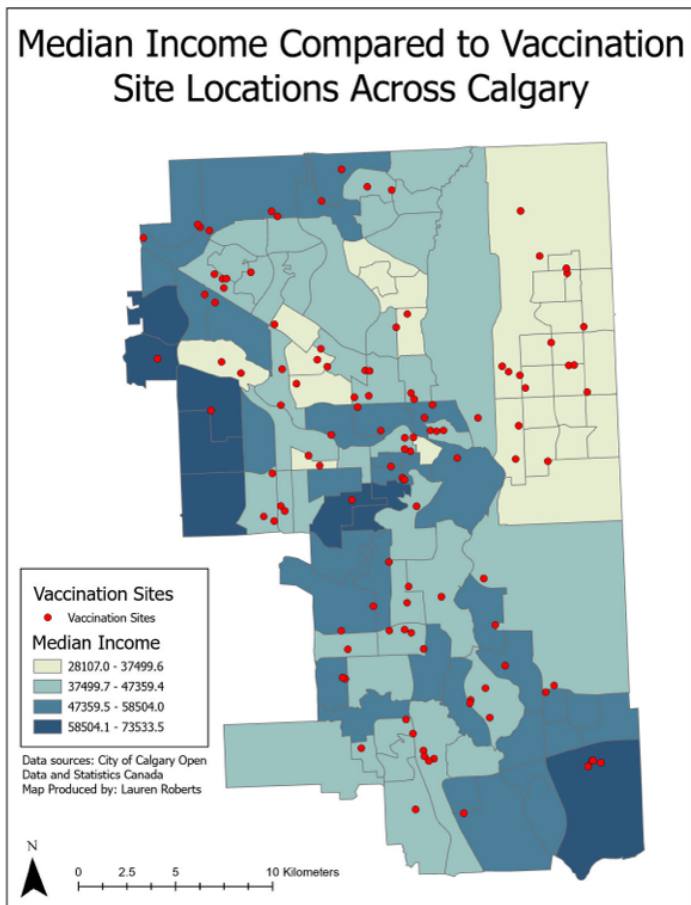 Median Income Compared to Vaccination
Site Locations Across Calgary
Vaccination Sites
Vaccination Sites
Median Income
28107.0 - 37499.6
37499.7 - 47359.4
47359.5 - 58504.0
58504.1 - 73533.5
Data sources: City of Calgary Open
Data and Statistics Canada
Map Produced by: Lauren Roberts
N
0 2.5 5 10 Kilometers